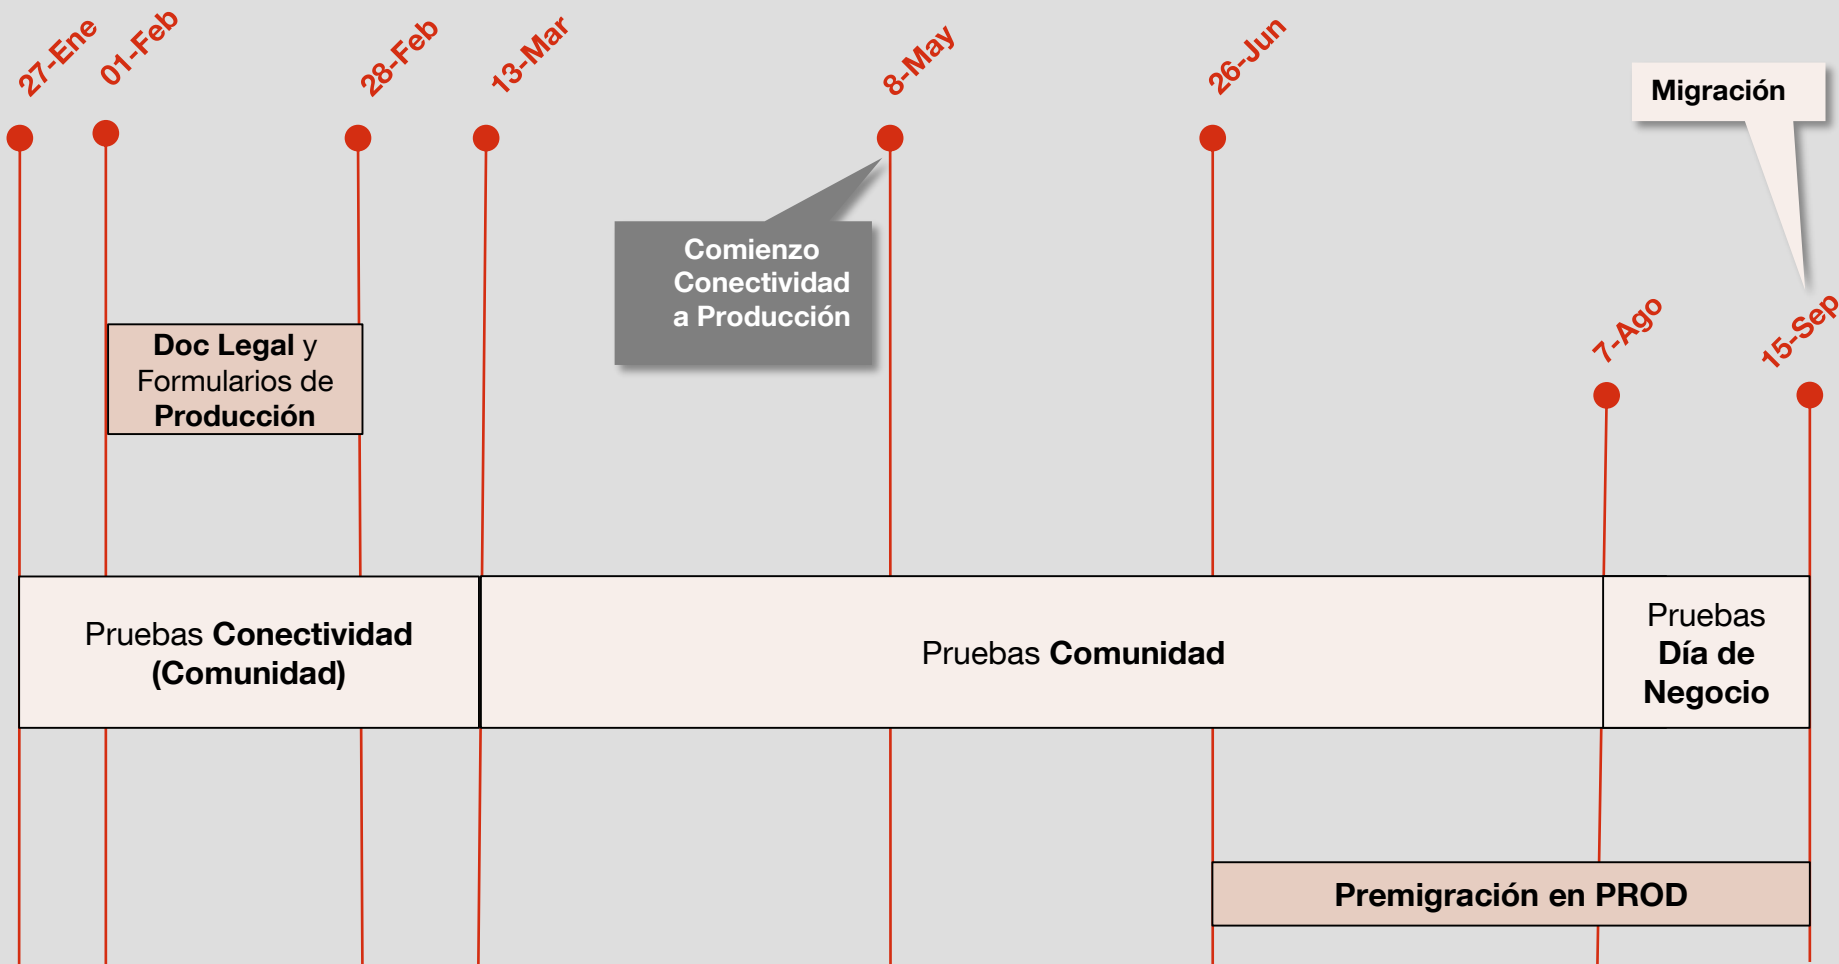 27-Ene
01-Feb
28-Feb
13-Mar
8-May
26-Jun
Migración
Comienzo
Conectividad
a Producción
7-Ago
15-Sep
Doc Legal y
Formularios de
Producción
Pruebas Conectividad
(Comunidad)
Pruebas Comunidad
Pruebas
Día de
Negocio
Premigración en PROD